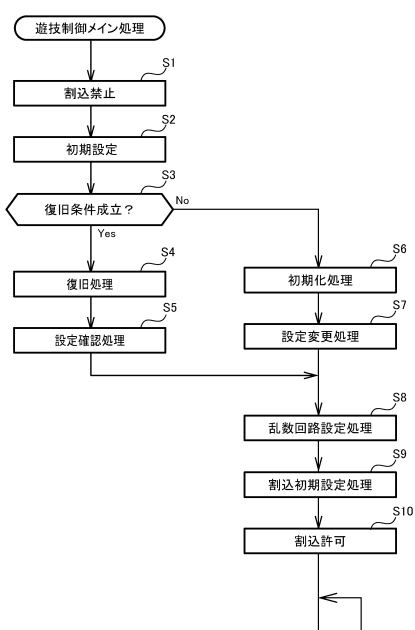 遊技制御メイン処理
S1
割込禁止
S2
初期設定
S3
復旧条件成立？
No
Yes
S4
復旧処理
S5
設定確認処理
S6
初期化処理
S7
設定変更処理
S8
乱数回路設定処理
S9
割込初期設定処理
S10
割込許可